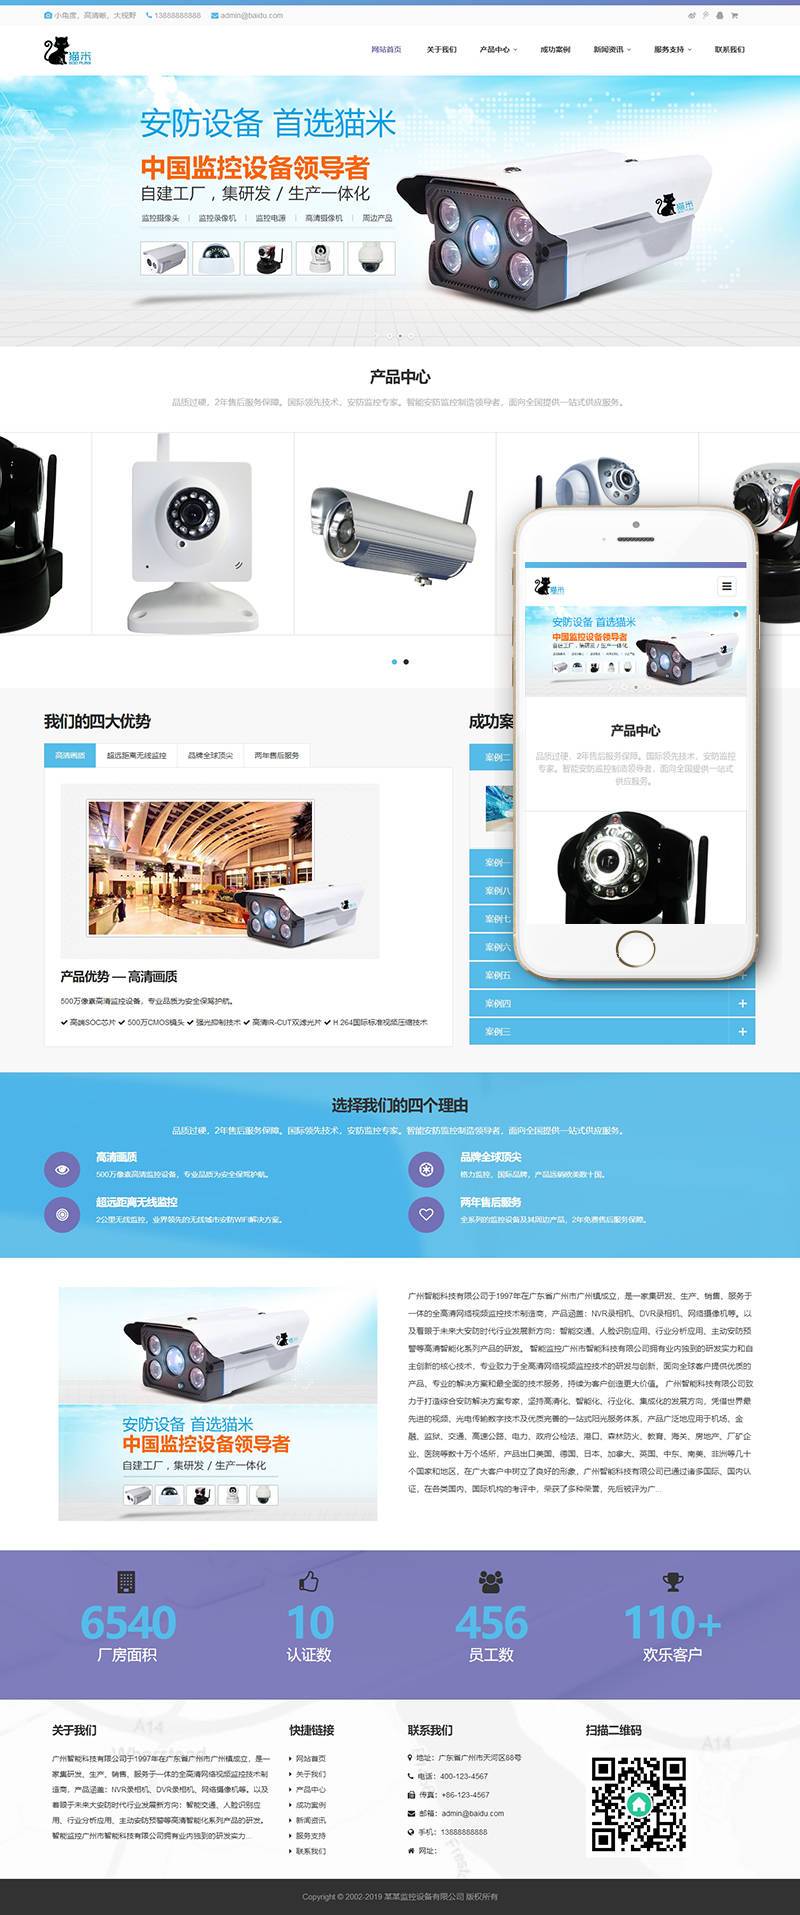 小角度，高清晰，大视野 13888888888 admin@baidu.com
猫米
网站首页 关于我们 产品中心 成功案例 新闻资讯 服务支持 联系我们
安防设备 首选猫米
中国监控设备领导者
自建工厂，集研发 / 生产一体化
监控摄像头 | 监控录像机 | 监控电源 | 高清摄像机 | 周边产品
猫米
产品中心
品质过硬，2年售后服务保障。国际领先技术，安防监控专家。智能安防监控制造领导者，面向全国提供一站式供应服务。
猫米
安防设备 首选猫米
中国监控设备领导者
自建工厂，集研发 / 生产一体化
产品中心
品质过硬，2年售后服务保障。国际领先技术，安防监控
专家。智能安防监控制造领导者，面向全国提供一站式
供应服务。
我们的四大优势
高清画质 超远距离无线监控 品牌全球顶尖 两年售后服务
产品优势 — 高清画质
500万像素高清监控设备，专业品质为安全保驾护航。
高端SOC芯片 500万CMOS镜头 强光抑制技术 高清IR-CUT双滤光片 H.264国际标准视频压缩技术
成功案
案例二
案例一
案例八
案例七
案例六
案例五
案例四
案例三
选择我们的四个理由
品质过硬，2年售后服务保障。国际领先技术，安防监控专家。智能安防监控制造领导者，面向全国提供一站式供应服务。
高清画质
500万像素高清监控设备，专业品质为安全保驾护航。
品牌全球顶尖
格力监控，国际品牌，产品远销欧美数十国。
超远距离无线监控
2公里无线监控，业界领先的无线城市安防WIFI解决方案。
两年售后服务
全系列的监控设备及其周边产品，2年免费售后服务保障。
安防设备 首选猫米
中国监控设备领导者
自建工厂，集研发 / 生产一体化
广州智能科技有限公司于1997年在广东省广州市广州镇成立，是一家集研发、生产、销售、服务于
一体的全高清网络视频监控技术制造商，产品涵盖：NVR录相机、DVR录相机、网络摄像机等。以
及着眼于未来大安防时代行业发展新方向：智能交通、人脸识别应用、行业分析应用、主动安防预
警等高清智能化系列产品的研发。 智能监控广州市智能科技有限公司拥有业内独到的研发实力和自
主创新的核心技术，专业致力于全高清网络视频监控技术的研发与创新，面向全球客户提供优质的
产品、专业的解决方案和最全面的技术服务，持续为客户创造更大价值。 广州智能科技有限公司致
力于打造综合安防解决方案专家，坚持高清化、智能化、行业化、集成化的发展方向，凭借世界最
先进的视频、光电传输数字技术及优质完善的一站式阳光服务体系，产品广泛地应用于机场、金
融、监狱、交通、高速公路、电力、政府公检法、港口、森林防火、教育、海关、房地产、厂矿企
业、医院等数十万个场所，产品出口美国、德国、日本、加拿大、英国、中东、南美、非洲等几十
个国家和地区，在广大客户中树立了良好的形象，广州智能科技有限公司已通过诸多国际、国内认
证，在各类国内、国际机构的考评中，荣获了多种荣誉，先后被评为广...
6540 10 456 110+
厂房面积 认证数 员工数 欢乐客户
关于我们
广州智能科技有限公司于1997年在广东省广州市广州镇成立，是一
家集研发、生产、销售、服务于一体的全高清网络视频监控技术制
造商，产品涵盖：NVR录相机、DVR录相机、网络摄像机等。以及
着眼于未来大安防时代行业发展新方向：智能交通、人脸识别应
用、行业分析应用、主动安防预警等高清智能化系列产品的研发。
智能监控广州市智能科技有限公司拥有业内独到的研发实力...
快捷链接
网站首页
关于我们
产品中心
成功案例
新闻资讯
服务支持
联系我们
联系我们
地址：广东省广州市天河区88号
电话：400-123-4567
传真：+86-123-4567
邮箱：admin@baidu.com
手机：13888888888
网址：
扫描二维码
A14
A14
Copyright © 2002-2019 某某监控设备有限公司 版权所有